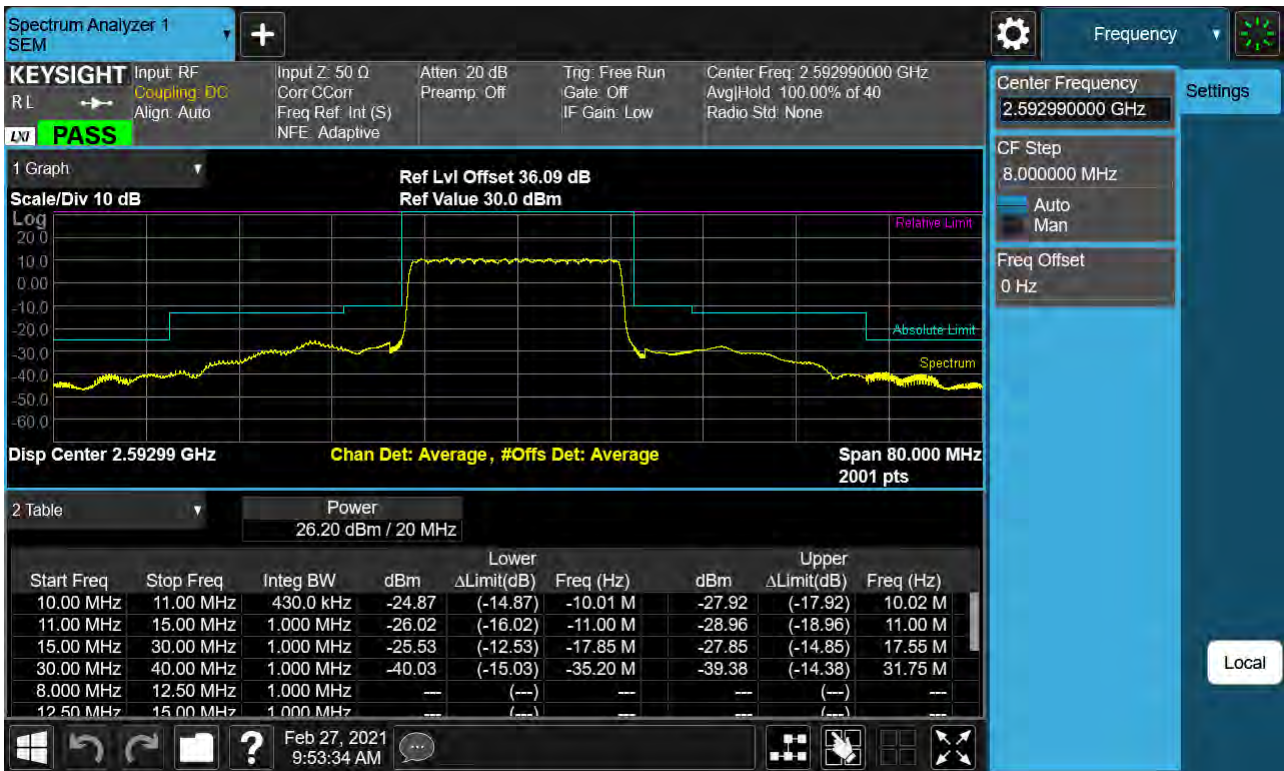 Spectrum Analyzer 1
SEM
+
Frequency
KEYSIGHT
R L
LXI
PASS
Input: RF
Coupling: DC
Align: Auto
Input Z: 50 Ω
Corr CCorr
Freq Ref: Int (S)
NFE: Adaptive
Atten: 20 dB
Preamp: Off
Trig: Free Run
Gate: Off
IF Gain: Low
Center Freq: 2.592990000 GHz
Avg|Hold: 100.00% of 40
Radio Std: None
Center Frequency
2.592990000 GHz
Settings
CF Step
8.000000 MHz
Auto
Man
Freq Offset
0 Hz
1 Graph
Scale/Div 10 dB
Ref Lvl Offset 36.09 dB
Ref Value 30.0 dBm
Log
20.0
10.0
0.00
-10.0
-20.0
-30.0
-40.0
-50.0
-60.0
Relative Limit
Absolute Limit
Spectrum
Disp Center 2.59299 GHz
Chan Det: Average, #Offs Det: Average
Span 80.000 MHz
2001 pts
2 Table
Power
26.20 dBm / 20 MHz
Lower Upper
Start Freq Stop Freq Integ BW dBm ΔLimit(dB) Freq (Hz) dBm ΔLimit(dB) Freq (Hz)
10.00 MHz 11.00 MHz 430.0 kHz -24.87 (-14.87) -10.01 M -27.92 (-17.92) 10.02 M
11.00 MHz 15.00 MHz 1.000 MHz -26.02 (-16.02) -11.00 M -28.96 (-18.96) 11.00 M
15.00 MHz 30.00 MHz 1.000 MHz -25.53 (-12.53) -17.85 M -27.85 (-14.85) 17.55 M
30.00 MHz 40.00 MHz 1.000 MHz -40.03 (-15.03) -35.20 M -39.38 (-14.38) 31.75 M
8.000 MHz 12.50 MHz 1.000 MHz --- (---) --- --- (---) ---
12.50 MHz 15.00 MHz 1.000 MHz --- (---) --- --- (---) ---
Local
?
Feb 27, 2021
9:53:34 AM